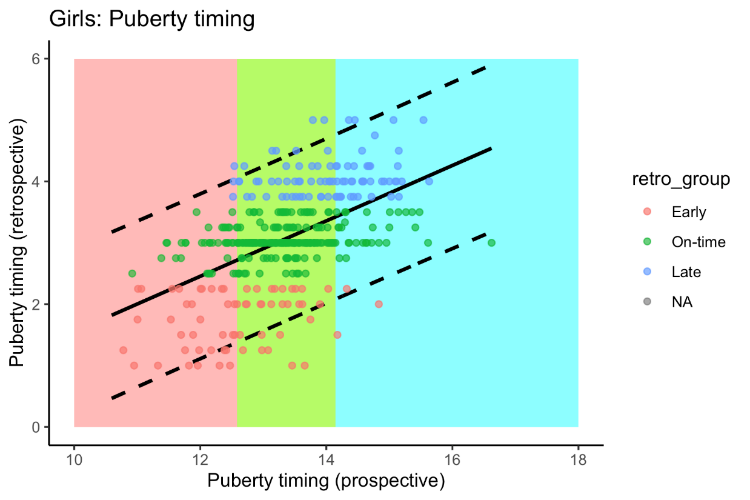 Girls: Puberty timing
Puberty timing (retrospective)
6
4
2
0
10
12
14
16
18
Puberty timing (prospective)
retro_group
Early
On-time
Late
NA